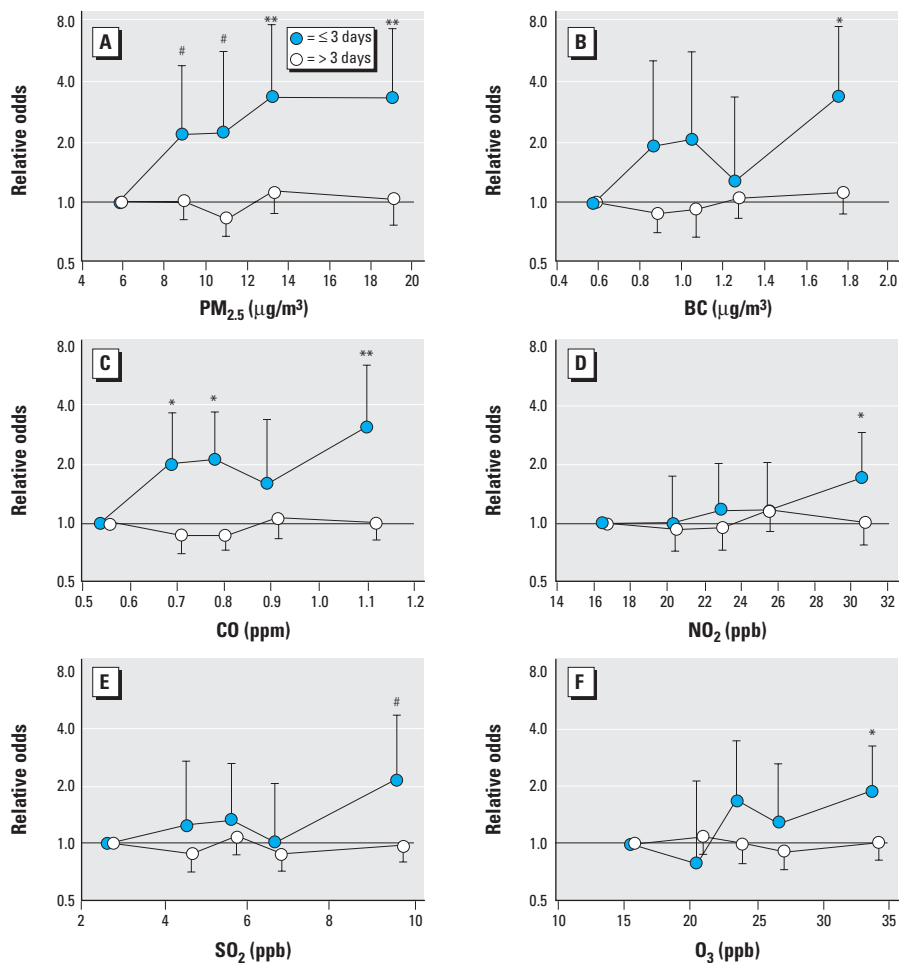 A
= ≤ 3 days
= > 3 days
# # ** **
Relative odds
8.0
4.0
2.0
1.0
0.5
4 6 8 10 12 14 16 18 20
PM2.5 (μg/m³)
B
*
Relative odds
8.0
4.0
2.0
1.0
0.5
0.4 0.6 0.8 1.0 1.2 1.4 1.6 1.8 2.0
BC (μg/m³)
C
* * **
Relative odds
8.0
4.0
2.0
1.0
0.5
0.5 0.6 0.7 0.8 0.9 1.0 1.1 1.2
CO (ppm)
D
*
Relative odds
8.0
4.0
2.0
1.0
0.5
14 16 18 20 22 24 26 28 30 32
NO2 (ppb)
E
#
Relative odds
8.0
4.0
2.0
1.0
0.5
2 4 6 8 10
SO2 (ppb)
F
*
Relative odds
8.0
4.0
2.0
1.0
0.5
10 15 20 25 30 35
O3 (ppb)